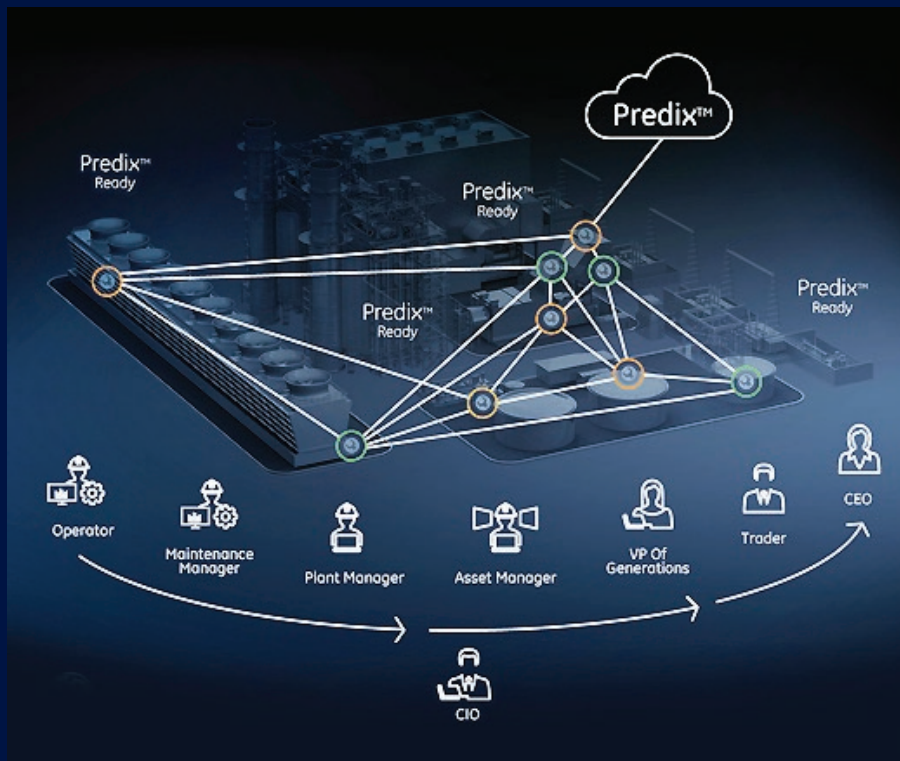 Predix™
Predix™
Ready
Predix™
Ready
Predix™
Ready
Predix™
Ready
Operator
Maintenance
Manager
Plant Manager
Asset Manager
VP Of
Generations
Trader
CEO
CIO